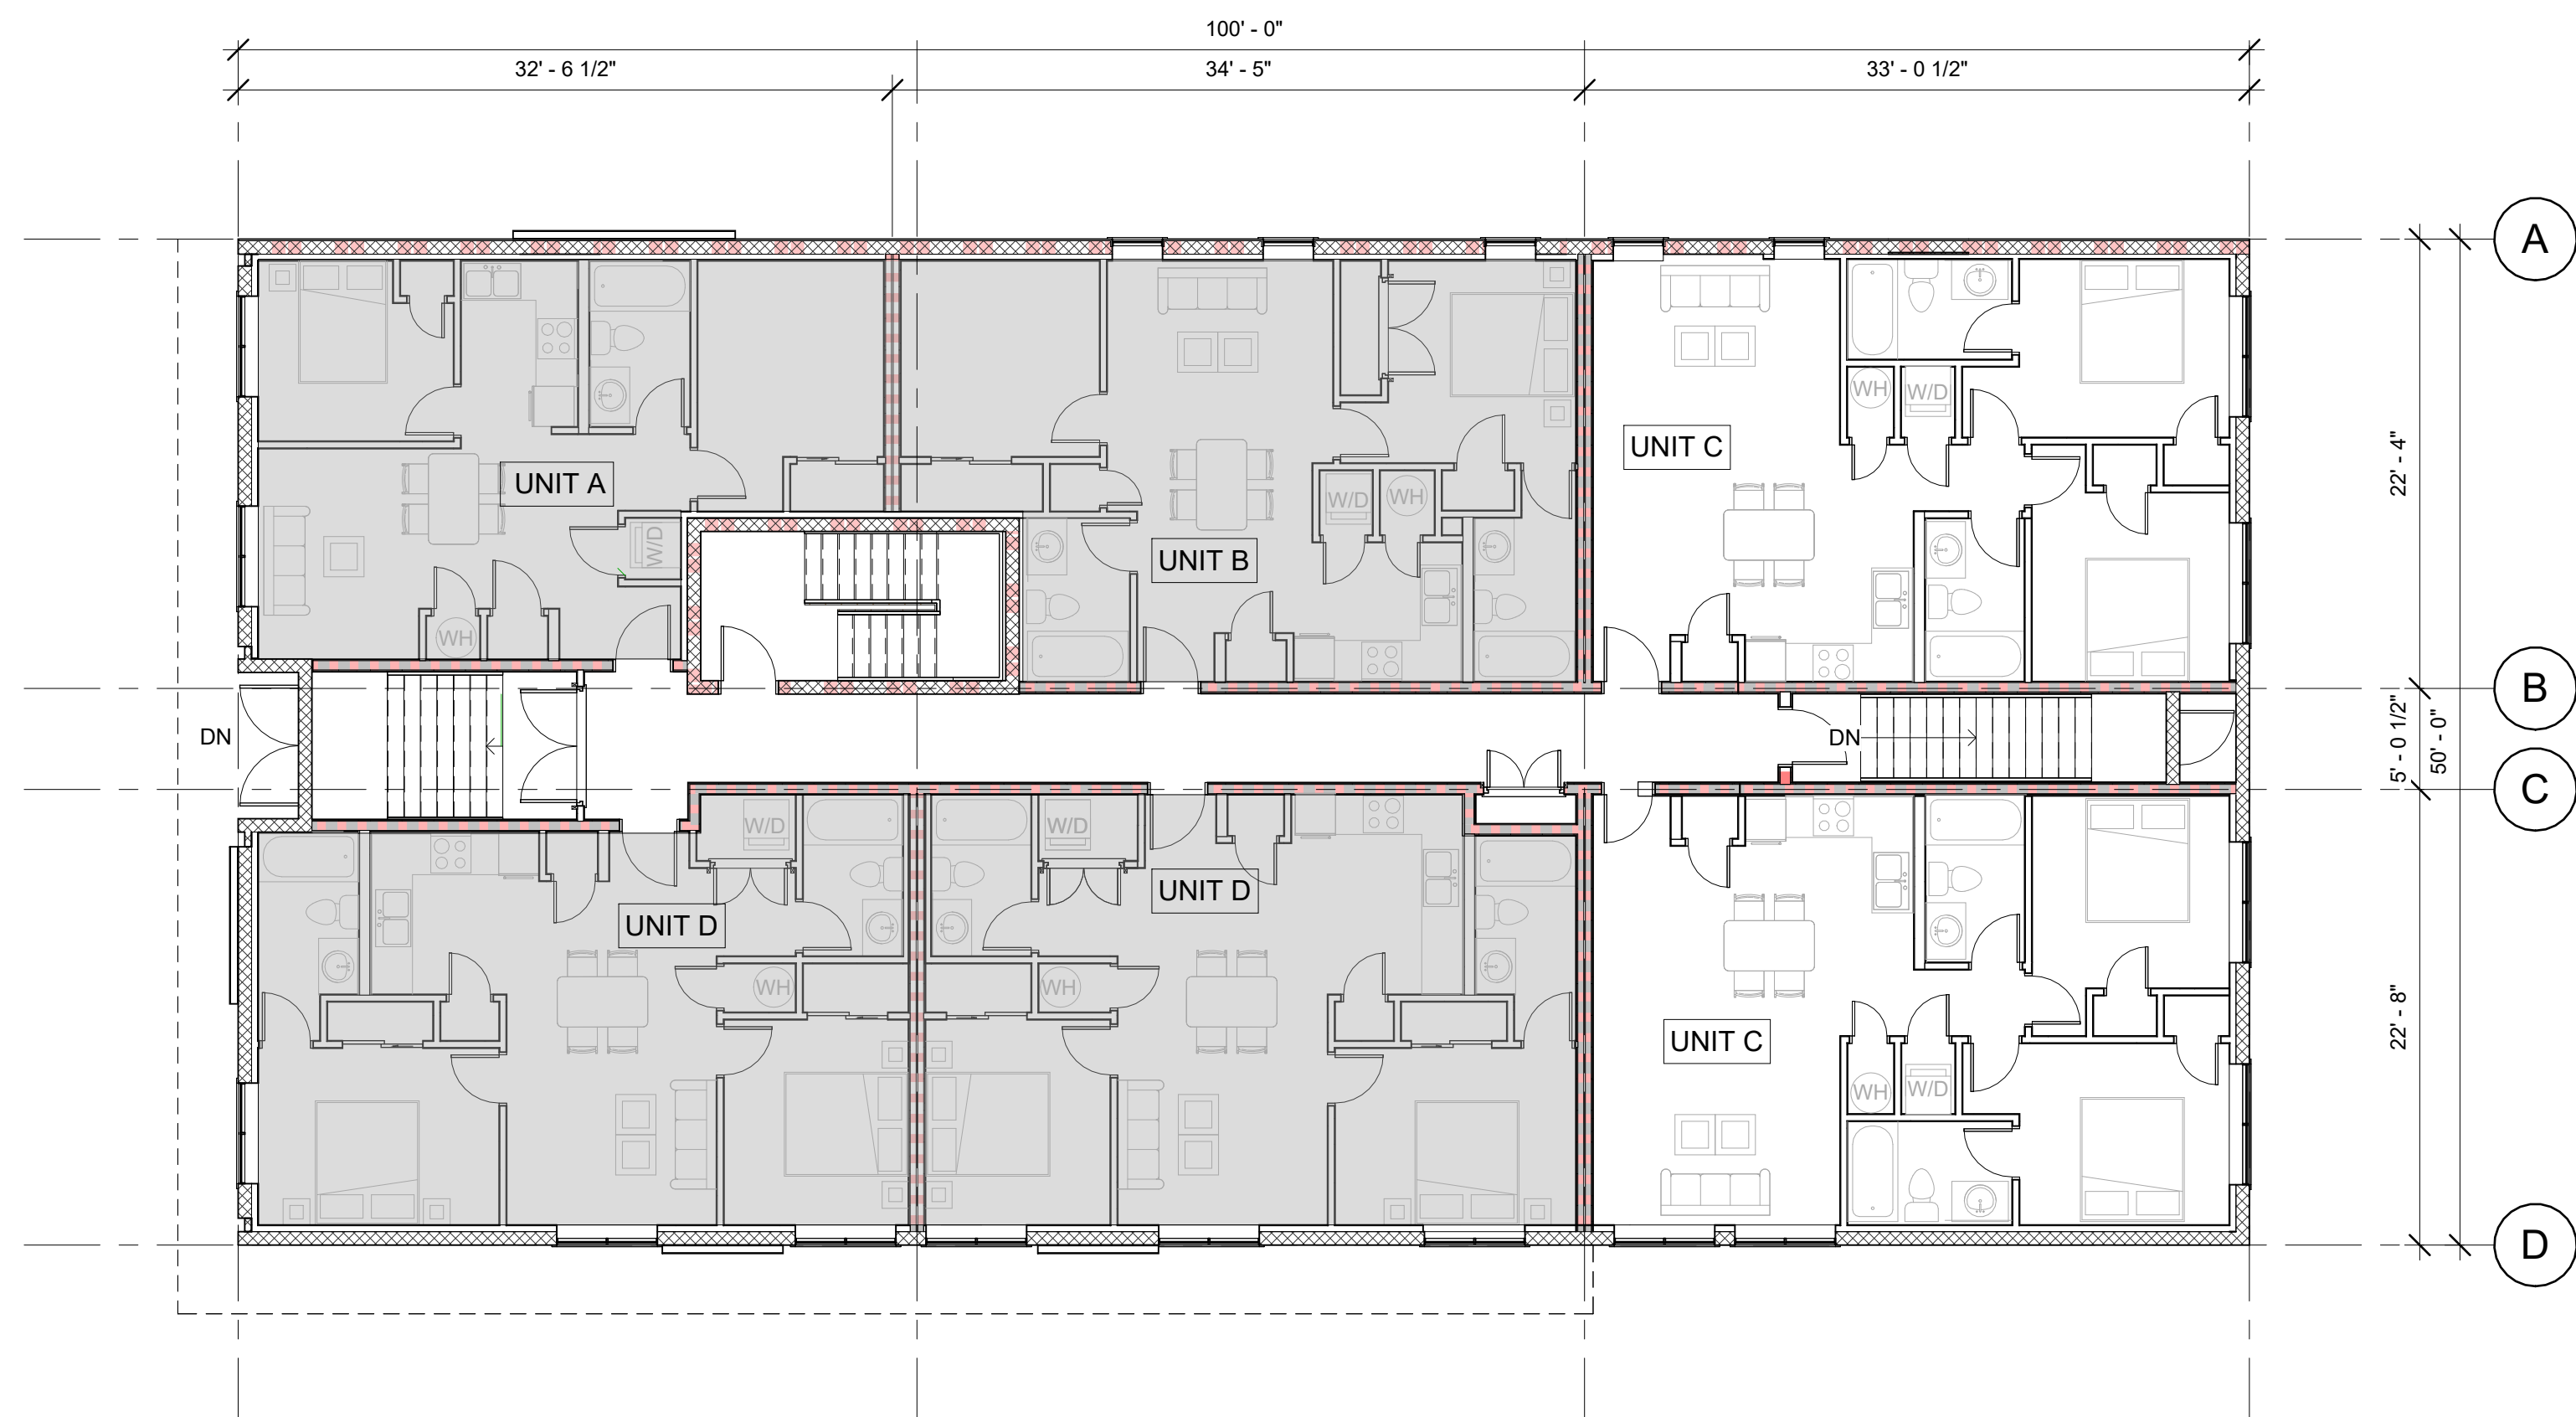 100' - 0"
32' - 6 1/2"
34' - 5"
33' - 0 1/2"
A
UNIT C
WH
W/D
22' - 4"
UNIT A
W/D
WH
W/D
WH
UNIT B
WH
B
DN
DN
5' - 0 1/2"
50' - 0"
C
W/D
W/D
UNIT D
UNIT D
WH
WH
22' - 8"
UNIT C
WH
W/D
D